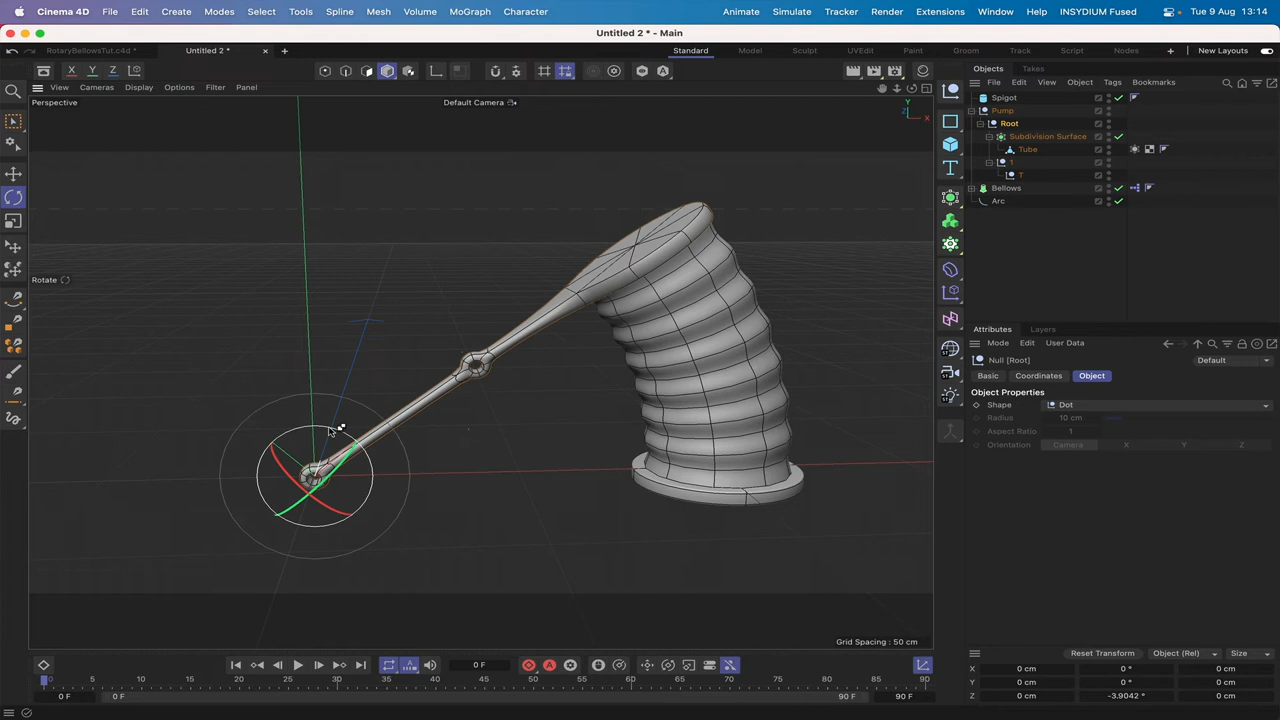 Cinema 4D File Edit Create Modes Select Tools Spline Mesh Volume MoGraph Character Animate Simulate Tracker Render Extensions Window Help INSYDIUM Fused Tue 9 Aug 13:14
Untitled 2 * - Main
RotaryBellowsTut.c4d * Untitled 2 * Standard Model Sculpt UVEdit Paint Groom Track Script Nodes New Layouts
X Y Z Objects Takes
View Cameras Display Options Filter Panel File Edit View Object Tags Bookmarks
Perspective Default Camera Spigot
Y
Z X
Pump
Root
Subdivision Surface
Tube
1
T
Bellows
Arc
Rotate
Attributes Layers
Mode Edit User Data
Null [Root] Default
Basic Coordinates Object
Object Properties
Shape Dot
Radius 10 cm
Aspect Ratio 1
Orientation Camera X Y Z
Grid Spacing : 50 cm
Reset Transform Object (Rel) Size
0 F
X 0 cm 0 ° 0 cm
0 5 10 15 20 25 30 35 40 45 50 55 60 65 70 75 80 85 90
Y 0 cm 0 ° 0 cm
0 F 0 F 90 F 90 F
Z 0 cm -3.9042 ° 0 cm